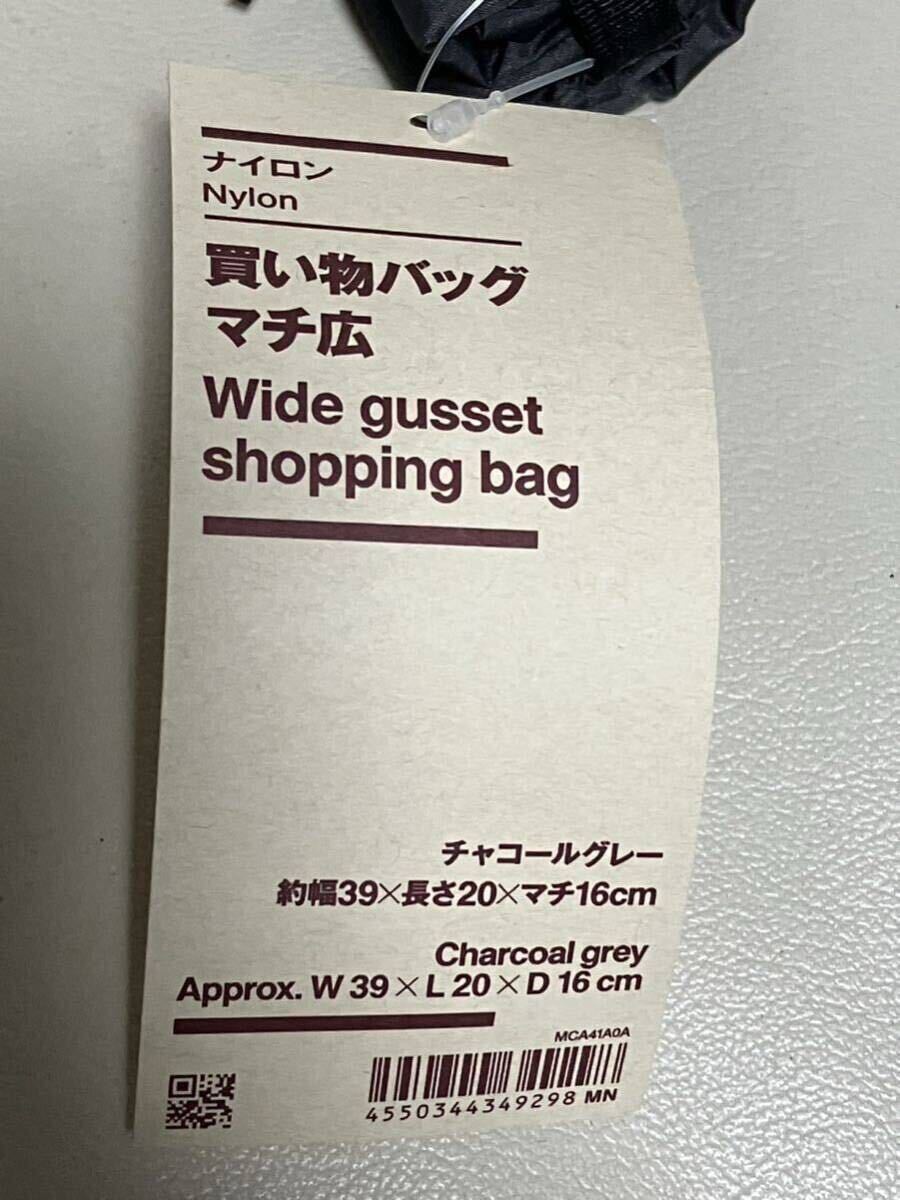 ナイロン
Nylon
買い物バッグ
マチ広
Wide gusset
shopping bag
チャコールグレー
約幅39×長さ20×マチ16cm
Charcoal grey
Approx. W 39 × L 20 × D 16 cm
MCA41A0A
4550344349298 MN